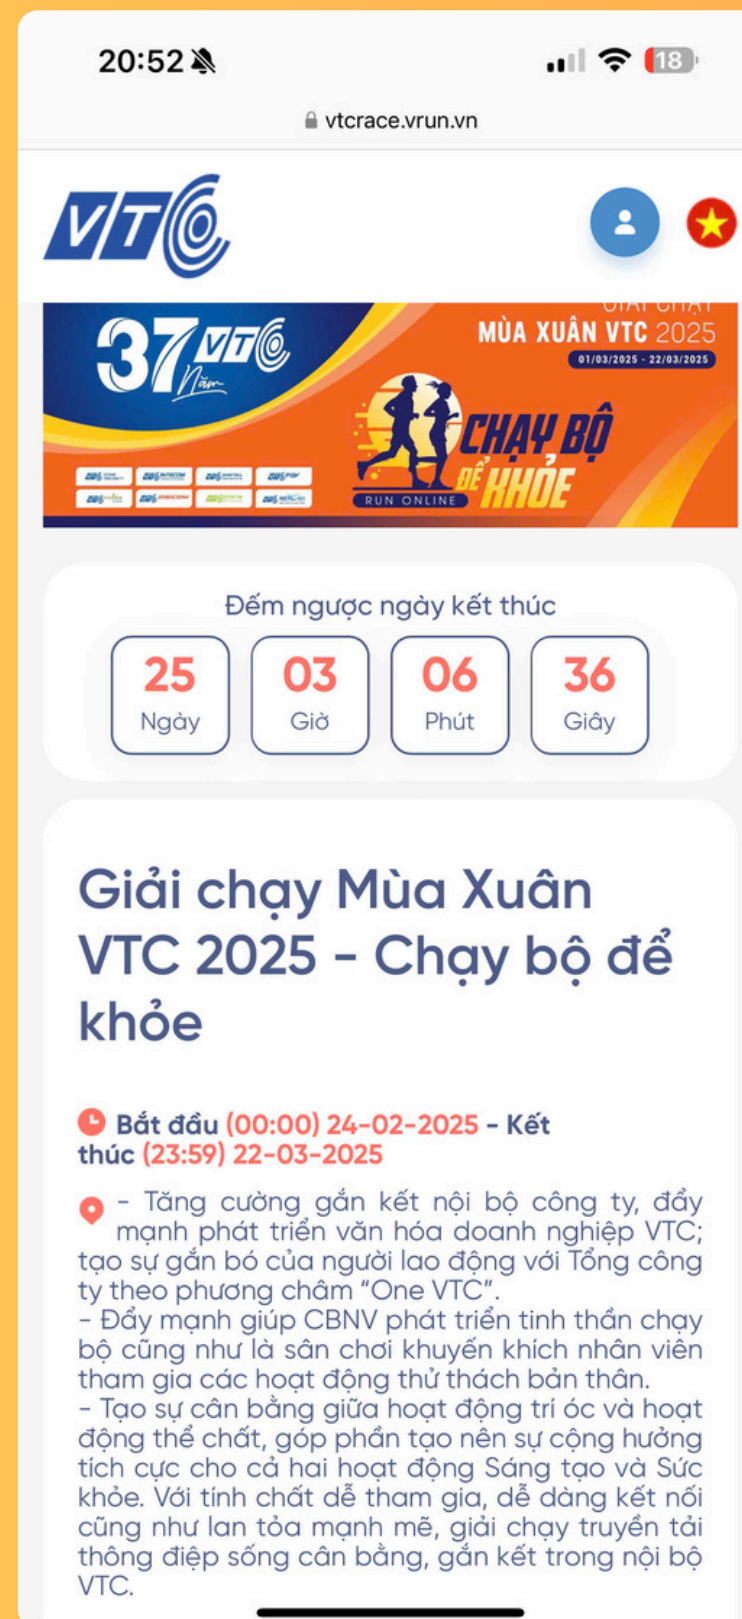 20:52
18
vtcrace.vrun.vn
VTC
37 VTC
Năm
GIẢI CHẠY
MÙA XUÂN VTC 2025
01/03/2025 - 22/03/2025
CHẠY BỘ
ĐỂ KHỎE
RUN ONLINE
Đếm ngược ngày kết thúc
25 03 06 36
Ngày Giờ Phút Giây
Giải chạy Mùa Xuân
VTC 2025 - Chạy bộ để
khỏe
Bắt đầu (00:00) 24-02-2025 - Kết
thúc (23:59) 22-03-2025
- Tăng cường gắn kết nội bộ công ty, đẩy
mạnh phát triển văn hóa doanh nghiệp VTC;
tạo sự gắn bó của người lao động với Tổng công
ty theo phương châm “One VTC”.
- Đẩy mạnh giúp CBNV phát triển tinh thần chạy
bộ cũng như là sân chơi khuyến khích nhân viên
tham gia các hoạt động thử thách bản thân.
- Tạo sự cân bằng giữa hoạt động trí óc và hoạt
động thể chất, góp phần tạo nên sự cộng hưởng
tích cực cho cả hai hoạt động Sáng tạo và Sức
khỏe. Với tính chất dễ tham gia, dễ dàng kết nối
cũng như lan tỏa mạnh mẽ, giải chạy truyền tải
thông điệp sống cân bằng, gắn kết trong nội bộ
VTC.